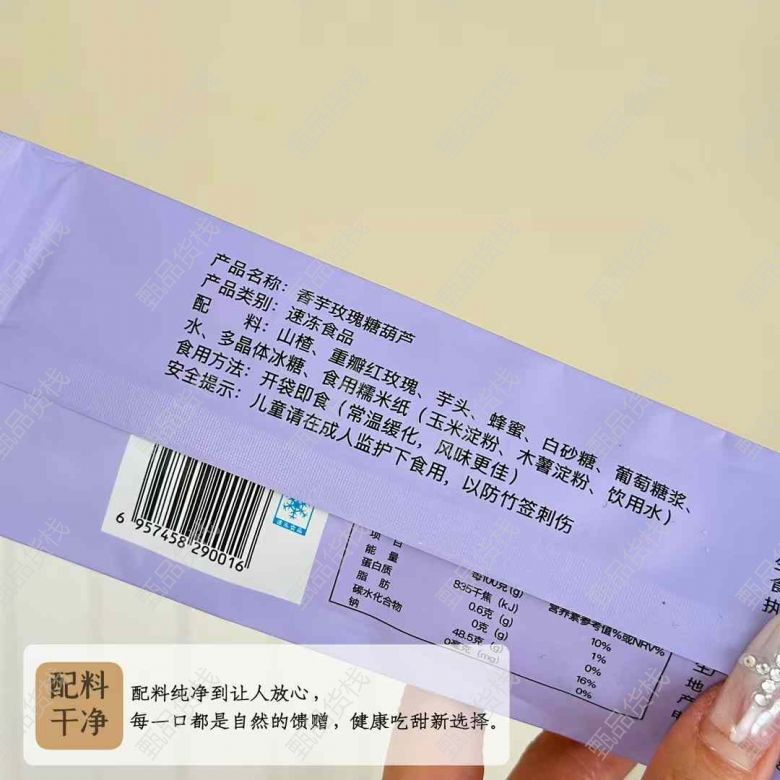 产品名称：香芋玫瑰糖葫芦
产品类别：速冻食品
配 料：山楂、重瓣红玫瑰、芋头、蜂蜜、白砂糖、葡萄糖浆、
水、多晶体冰糖、食用糯米纸（玉米淀粉、木薯淀粉、饮用水）
食用方法：开袋即食（常温缓化，风味更佳）
安全提示：儿童请在成人监护下食用，以防竹签刺伤
6 957458 290016
速冻食品
项 目 每100克(g) 营养素参考值%或NRV%
能 量 835千焦(kJ) 10%
蛋白质 0.6克(g) 1%
脂 肪 0克(g) 0%
碳水化合物 48.5克(g) 16%
钠 0毫克(mg) 0%
配料
干净
配料纯净到让人放心，
每一口都是自然的馈赠，健康吃甜新选择。
甄品货栈